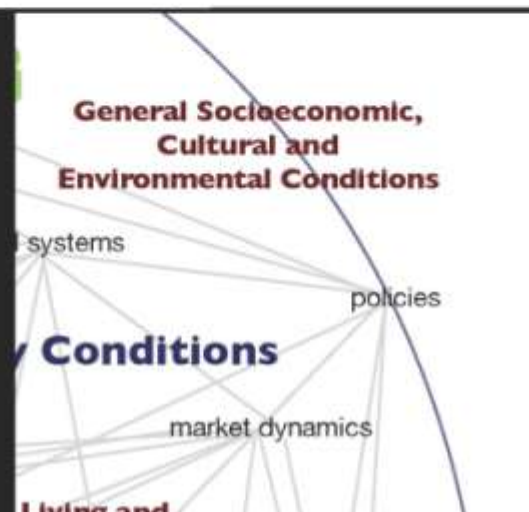 General Socioeconomic,
Cultural and
Environmental Conditions
systems
policies
Conditions
market dynamics
Living and